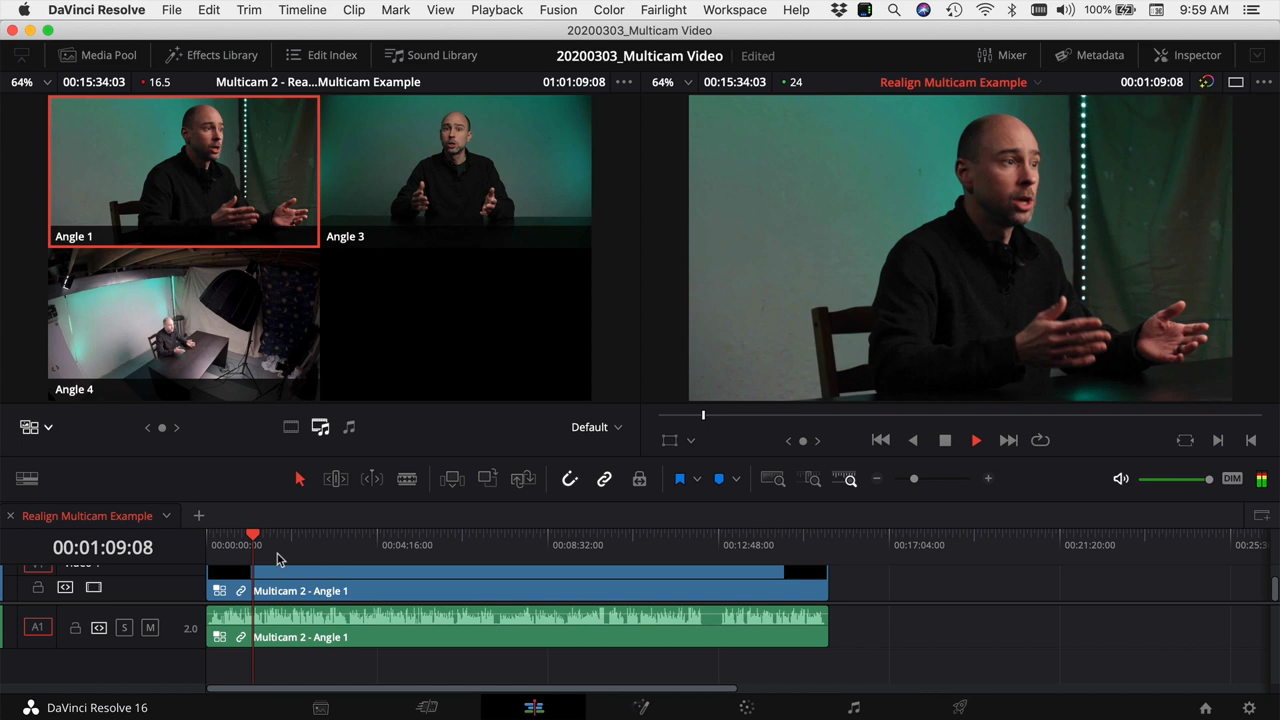 DaVinci Resolve File Edit Trim Timeline Clip Mark View Playback Fusion Color Fairlight Workspace Help 6 100% 9:59 AM
20200303_Multicam Video
Media Pool Effects Library Edit Index Sound Library 20200303_Multicam Video Edited Mixer Metadata Inspector
64% 00:15:34:03 16.5 Multicam 2 - Rea...Multicam Example 01:01:09:08 64% 00:15:34:03 24 Realign Multicam Example 00:01:09:08
Angle 1 Angle 3
Angle 4
Default
DIM
Realign Multicam Example
00:01:09:08 00:00:00:00 00:04:16:00 00:08:32:00 00:12:48:00 00:17:04:00 00:21:20:00 00:25:3
Multicam 2 - Angle 1
A1 S M 2.0
Multicam 2 - Angle 1
DaVinci Resolve 16